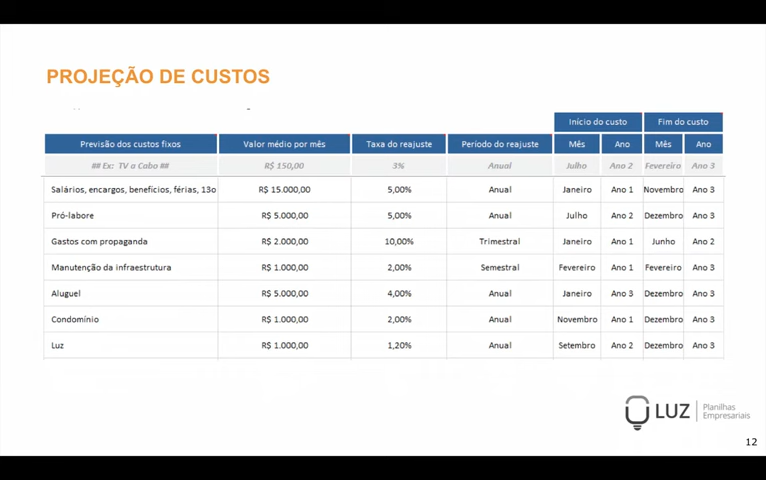 PROJEÇÃO DE CUSTOS
Início do custo Fim do custo
Previsão dos custos fixos Valor médio por mês Taxa do reajuste Período do reajuste Mês Ano Mês Ano
## Ex: TV a Cabo ## R$ 150,00 3% Anual Julho Ano 2 Fevereiro Ano 3
Salários, encargos, benefícios, férias, 13o R$ 15.000,00 5,00% Anual Janeiro Ano 1 Novembro Ano 3
Pró-labore R$ 5.000,00 5,00% Anual Julho Ano 2 Dezembro Ano 3
Gastos com propaganda R$ 2.000,00 10,00% Trimestral Janeiro Ano 1 Junho Ano 2
Manutenção da infraestrutura R$ 1.000,00 2,00% Semestral Fevereiro Ano 1 Fevereiro Ano 3
Aluguel R$ 5.000,00 4,00% Anual Janeiro Ano 3 Dezembro Ano 3
Condomínio R$ 1.000,00 2,00% Anual Novembro Ano 1 Dezembro Ano 3
Luz R$ 1.000,00 1,20% Anual Setembro Ano 2 Dezembro Ano 3
LUZ Planilhas
Empresariais
12